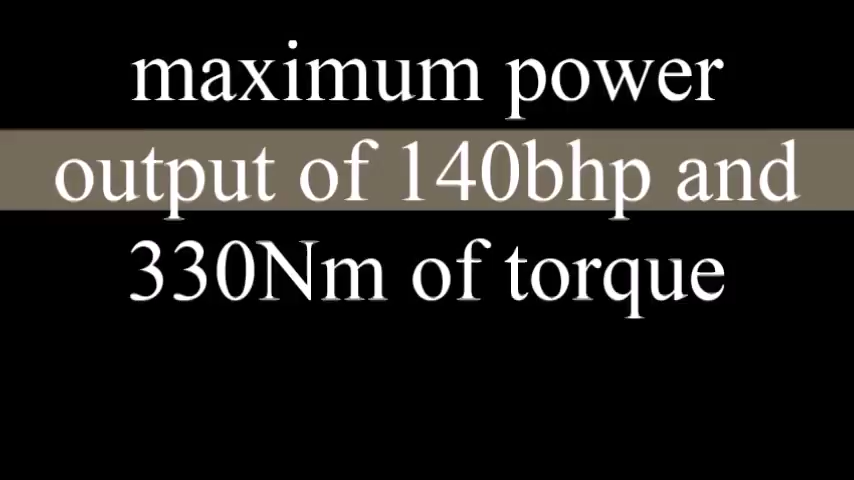 maximum power
output of 140bhp and
330Nm of torque